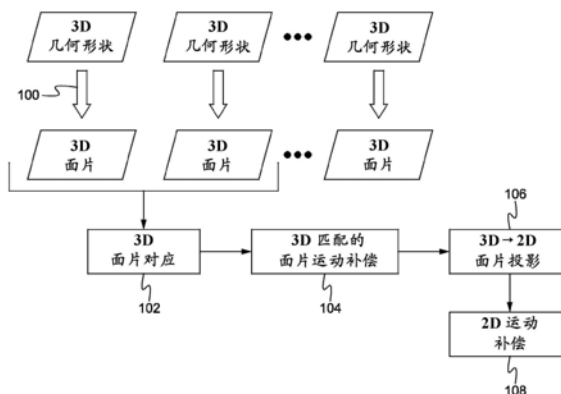 3D
几何形状
3D
几何形状
3D
几何形状
100
3D
面片
3D
面片
3D
面片
106
3D
面片对应
3D 匹配的
面片运动补偿
3D→2D
面片投影
102
104
2D 运动
补偿
108